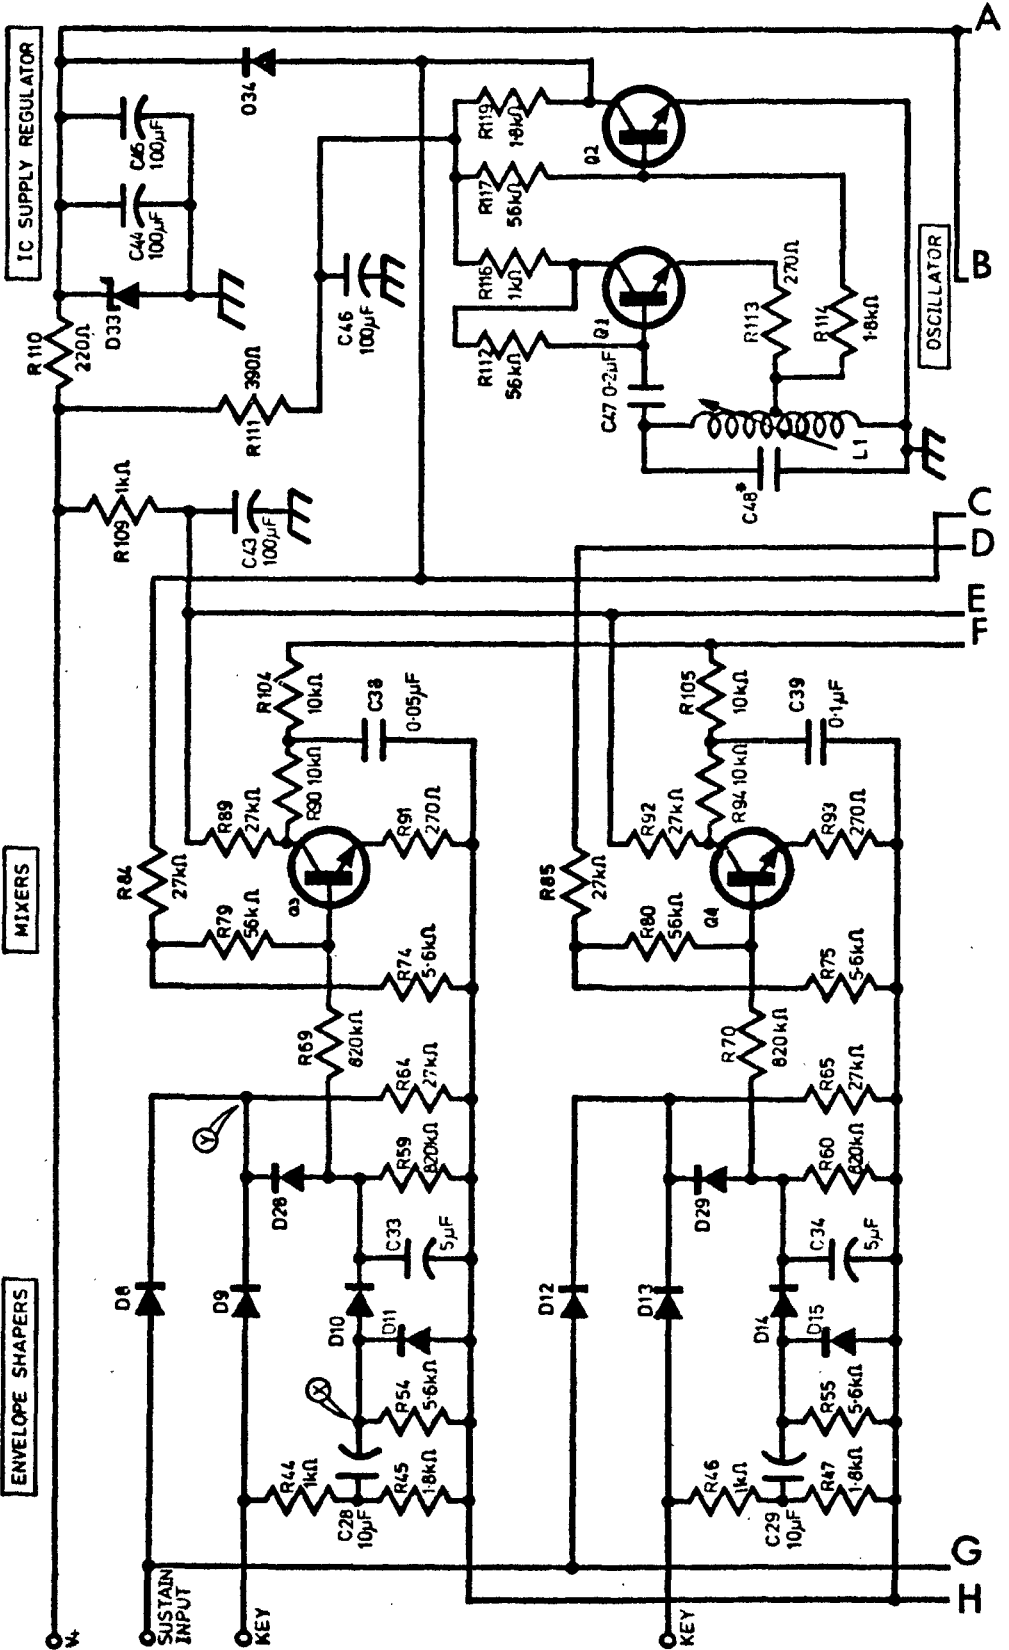 A
IC SUPPLY REGULATOR
D34
C45
100µF
C44
100µF
D33
R110
220Ω
R119
1·8kΩ
Q2
R117
56kΩ
R116
1kΩ
Q1
R112
56kΩ
C46
100µF
R111
390Ω
C47 0·2µF
R113
270Ω
R114
1·8kΩ
L1
C48*
OSCILLATOR
B
R109
1kΩ
C43
100µF
C
D
E
F
R104
10kΩ
C38
0·05µF
R90 10kΩ
R89
27kΩ
R91
270Ω
Q3
R84
27kΩ
R79
56kΩ
R74
5·6kΩ
R69
820kΩ
MIXERS
R105
10kΩ
C39
0·1µF
R94 10kΩ
R92
27kΩ
R93
270Ω
Q4
R85
27kΩ
R80
56kΩ
R75
5·6kΩ
R70
820kΩ
Y
R64
27kΩ
R59
820kΩ
D28
C33
5µF
D8
D9
D10
D11
X
R54
5·6kΩ
R44
1kΩ
C28
10µF
R45
1·8kΩ
ENVELOPE SHAPERS
R65
27kΩ
R60
820kΩ
D29
C34
5µF
D12
D13
D14
D15
R55
5·6kΩ
R46
1kΩ
C29
10µF
R47
1·8kΩ
G
H
V+
SUSTAIN
INPUT
KEY
KEY